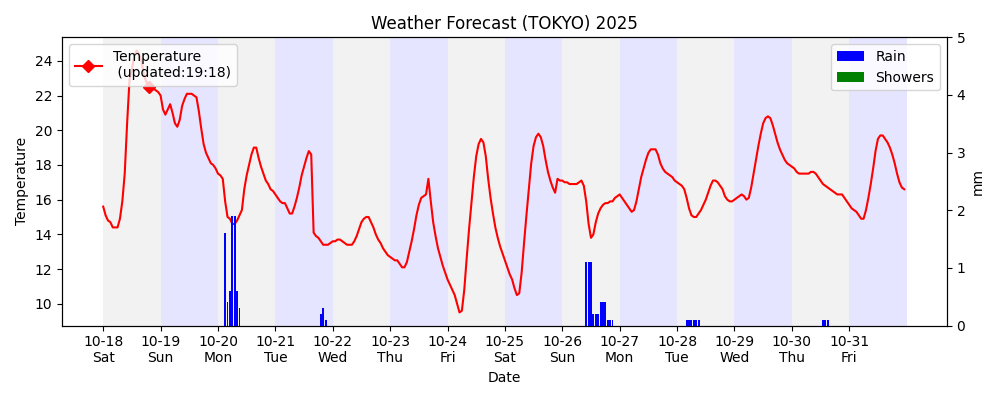 Weather Forecast (TOKYO) 2025
Temperature
(updated:19:18)
Rain
Showers
Temperature
24
22
20
18
16
14
12
10
5
4
3
2
1
0
mm
10-18 10-19 10-20 10-21 10-22 10-23 10-24 10-25 10-26 10-27 10-28 10-29 10-30 10-31
Sat Sun Mon Tue Wed Thu Fri Sat Sun Mon Tue Wed Thu Fri
Date